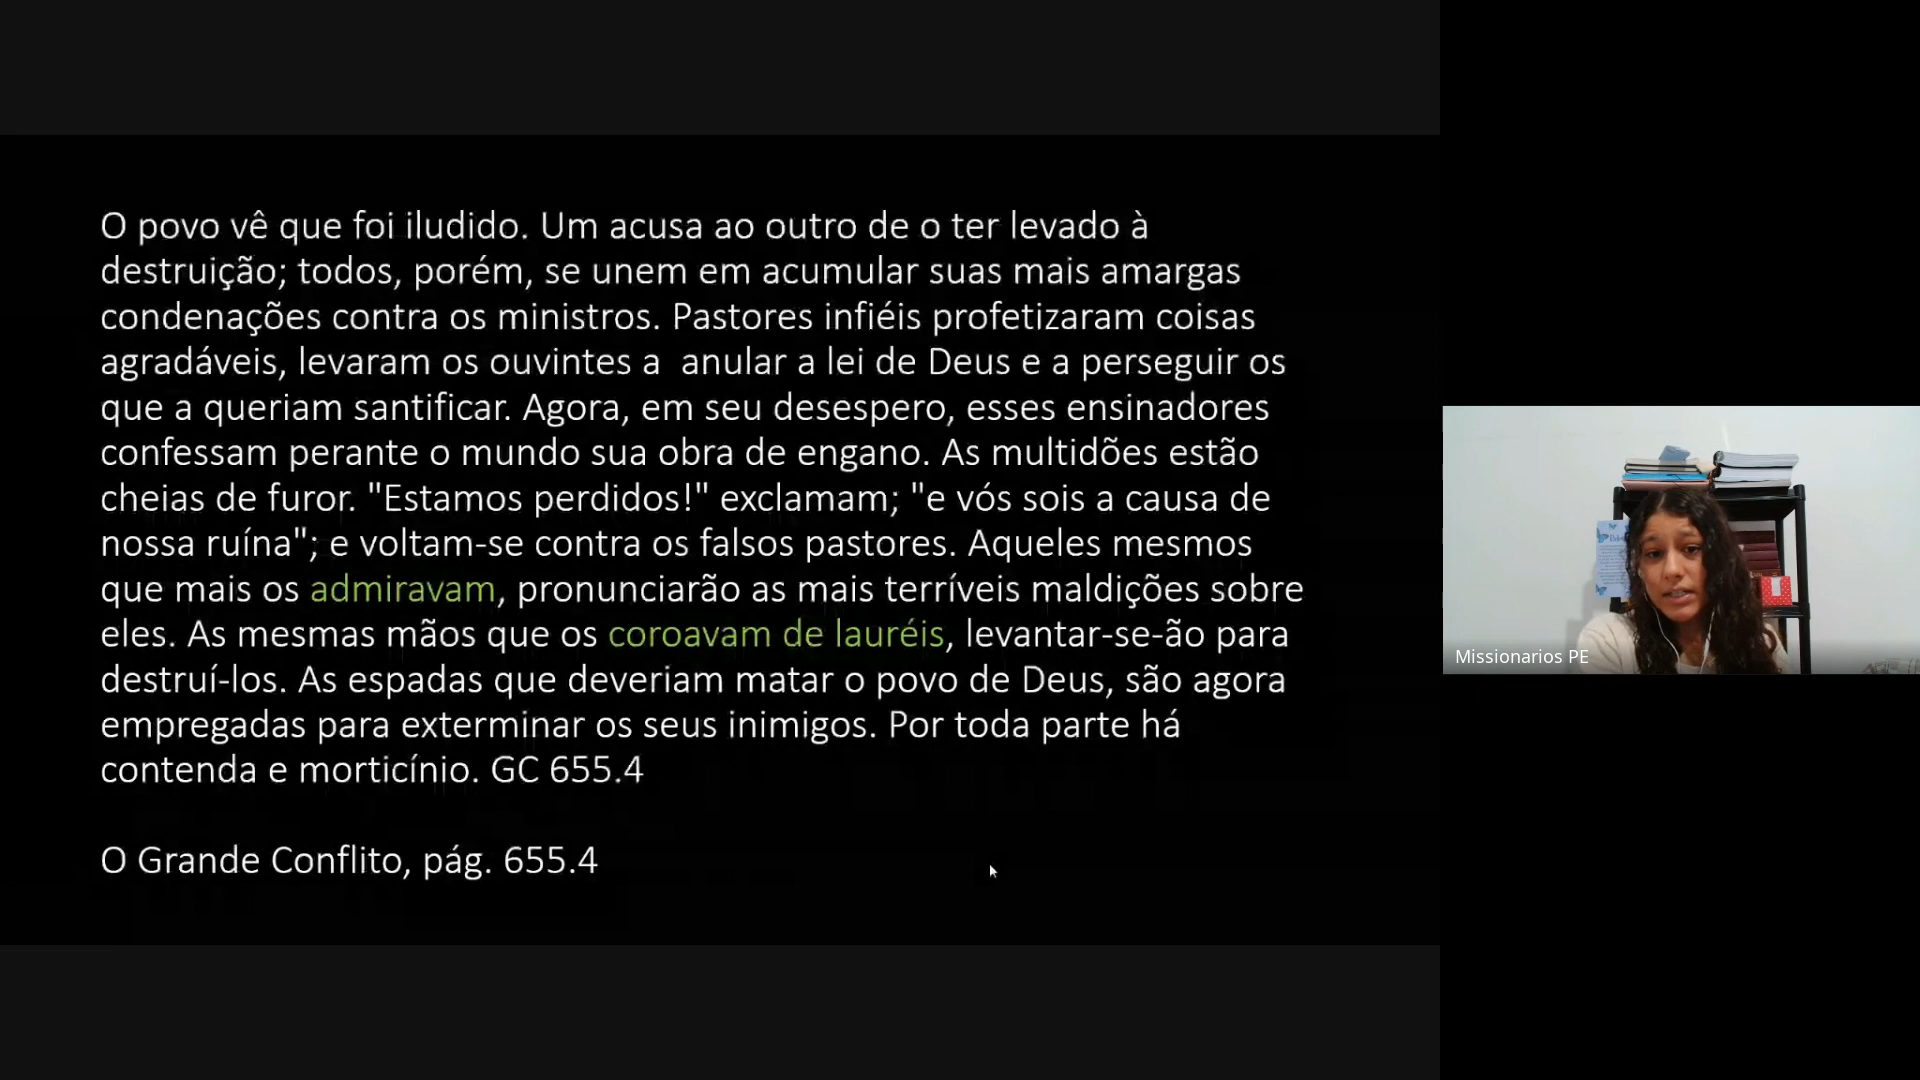 O povo vê que foi iludido. Um acusa ao outro de o ter levado à
destruição; todos, porém, se unem em acumular suas mais amargas
condenações contra os ministros. Pastores infiéis profetizaram coisas
agradáveis, levaram os ouvintes a  anular a lei de Deus e a perseguir os
que a queriam santificar. Agora, em seu desespero, esses ensinadores
confessam perante o mundo sua obra de engano. As multidões estão
cheias de furor. "Estamos perdidos!" exclamam; "e vós sois a causa de
nossa ruína"; e voltam-se contra os falsos pastores. Aqueles mesmos
que mais os admiravam, pronunciarão as mais terríveis maldições sobre
eles. As mesmas mãos que os coroavam de lauréis, levantar-se-ão para
destruí-los. As espadas que deveriam matar o povo de Deus, são agora
empregadas para exterminar os seus inimigos. Por toda parte há
contenda e morticínio. GC 655.4
O Grande Conflito, pág. 655.4
Missionarios PE